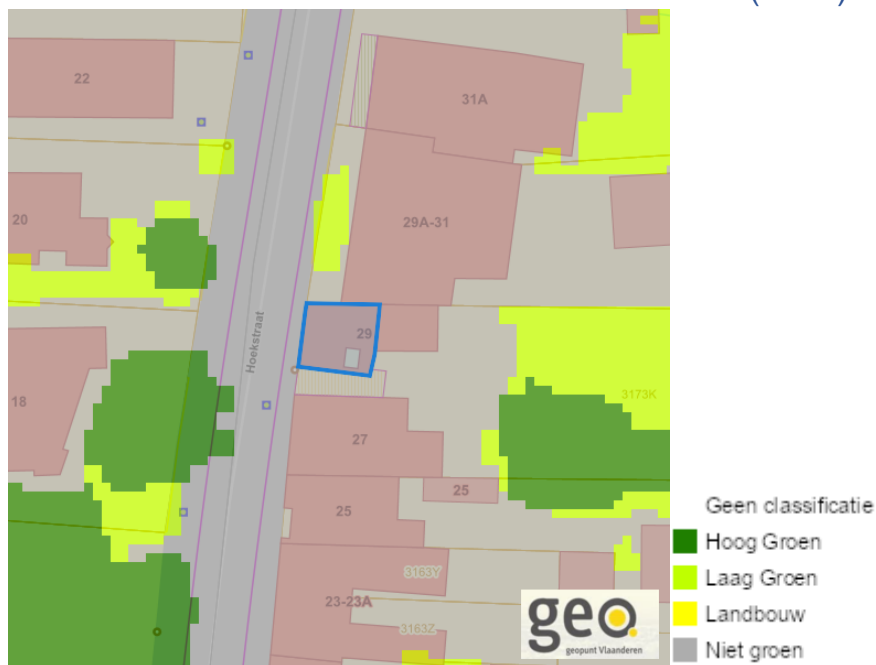 22
31A
20
29A-31
Hoekstraat
29
18
3173K
27
25
25
3163Y
23-23A
3163Z
geo
geopunt Vlaanderen
Geen classificatie
Hoog Groen
Laag Groen
Landbouw
Niet groen